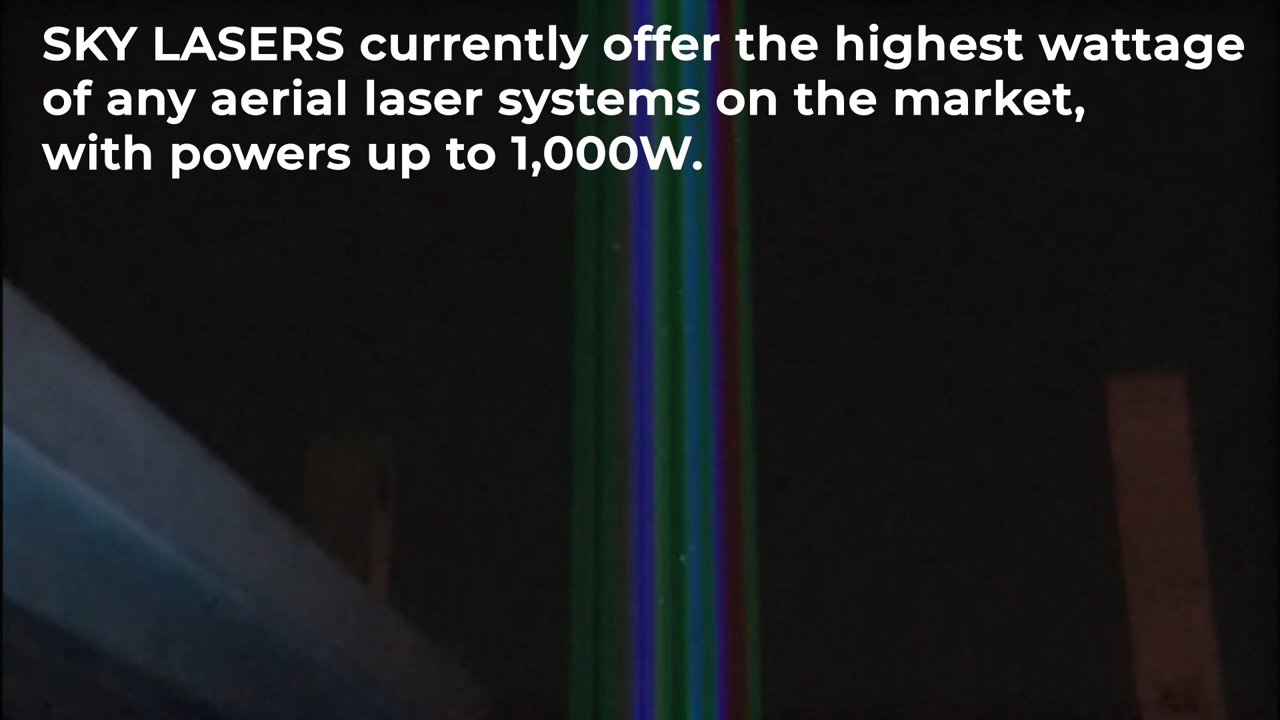 SKY LASERS currently offer the highest wattage
of any aerial laser systems on the market,
with powers up to 1,000W.